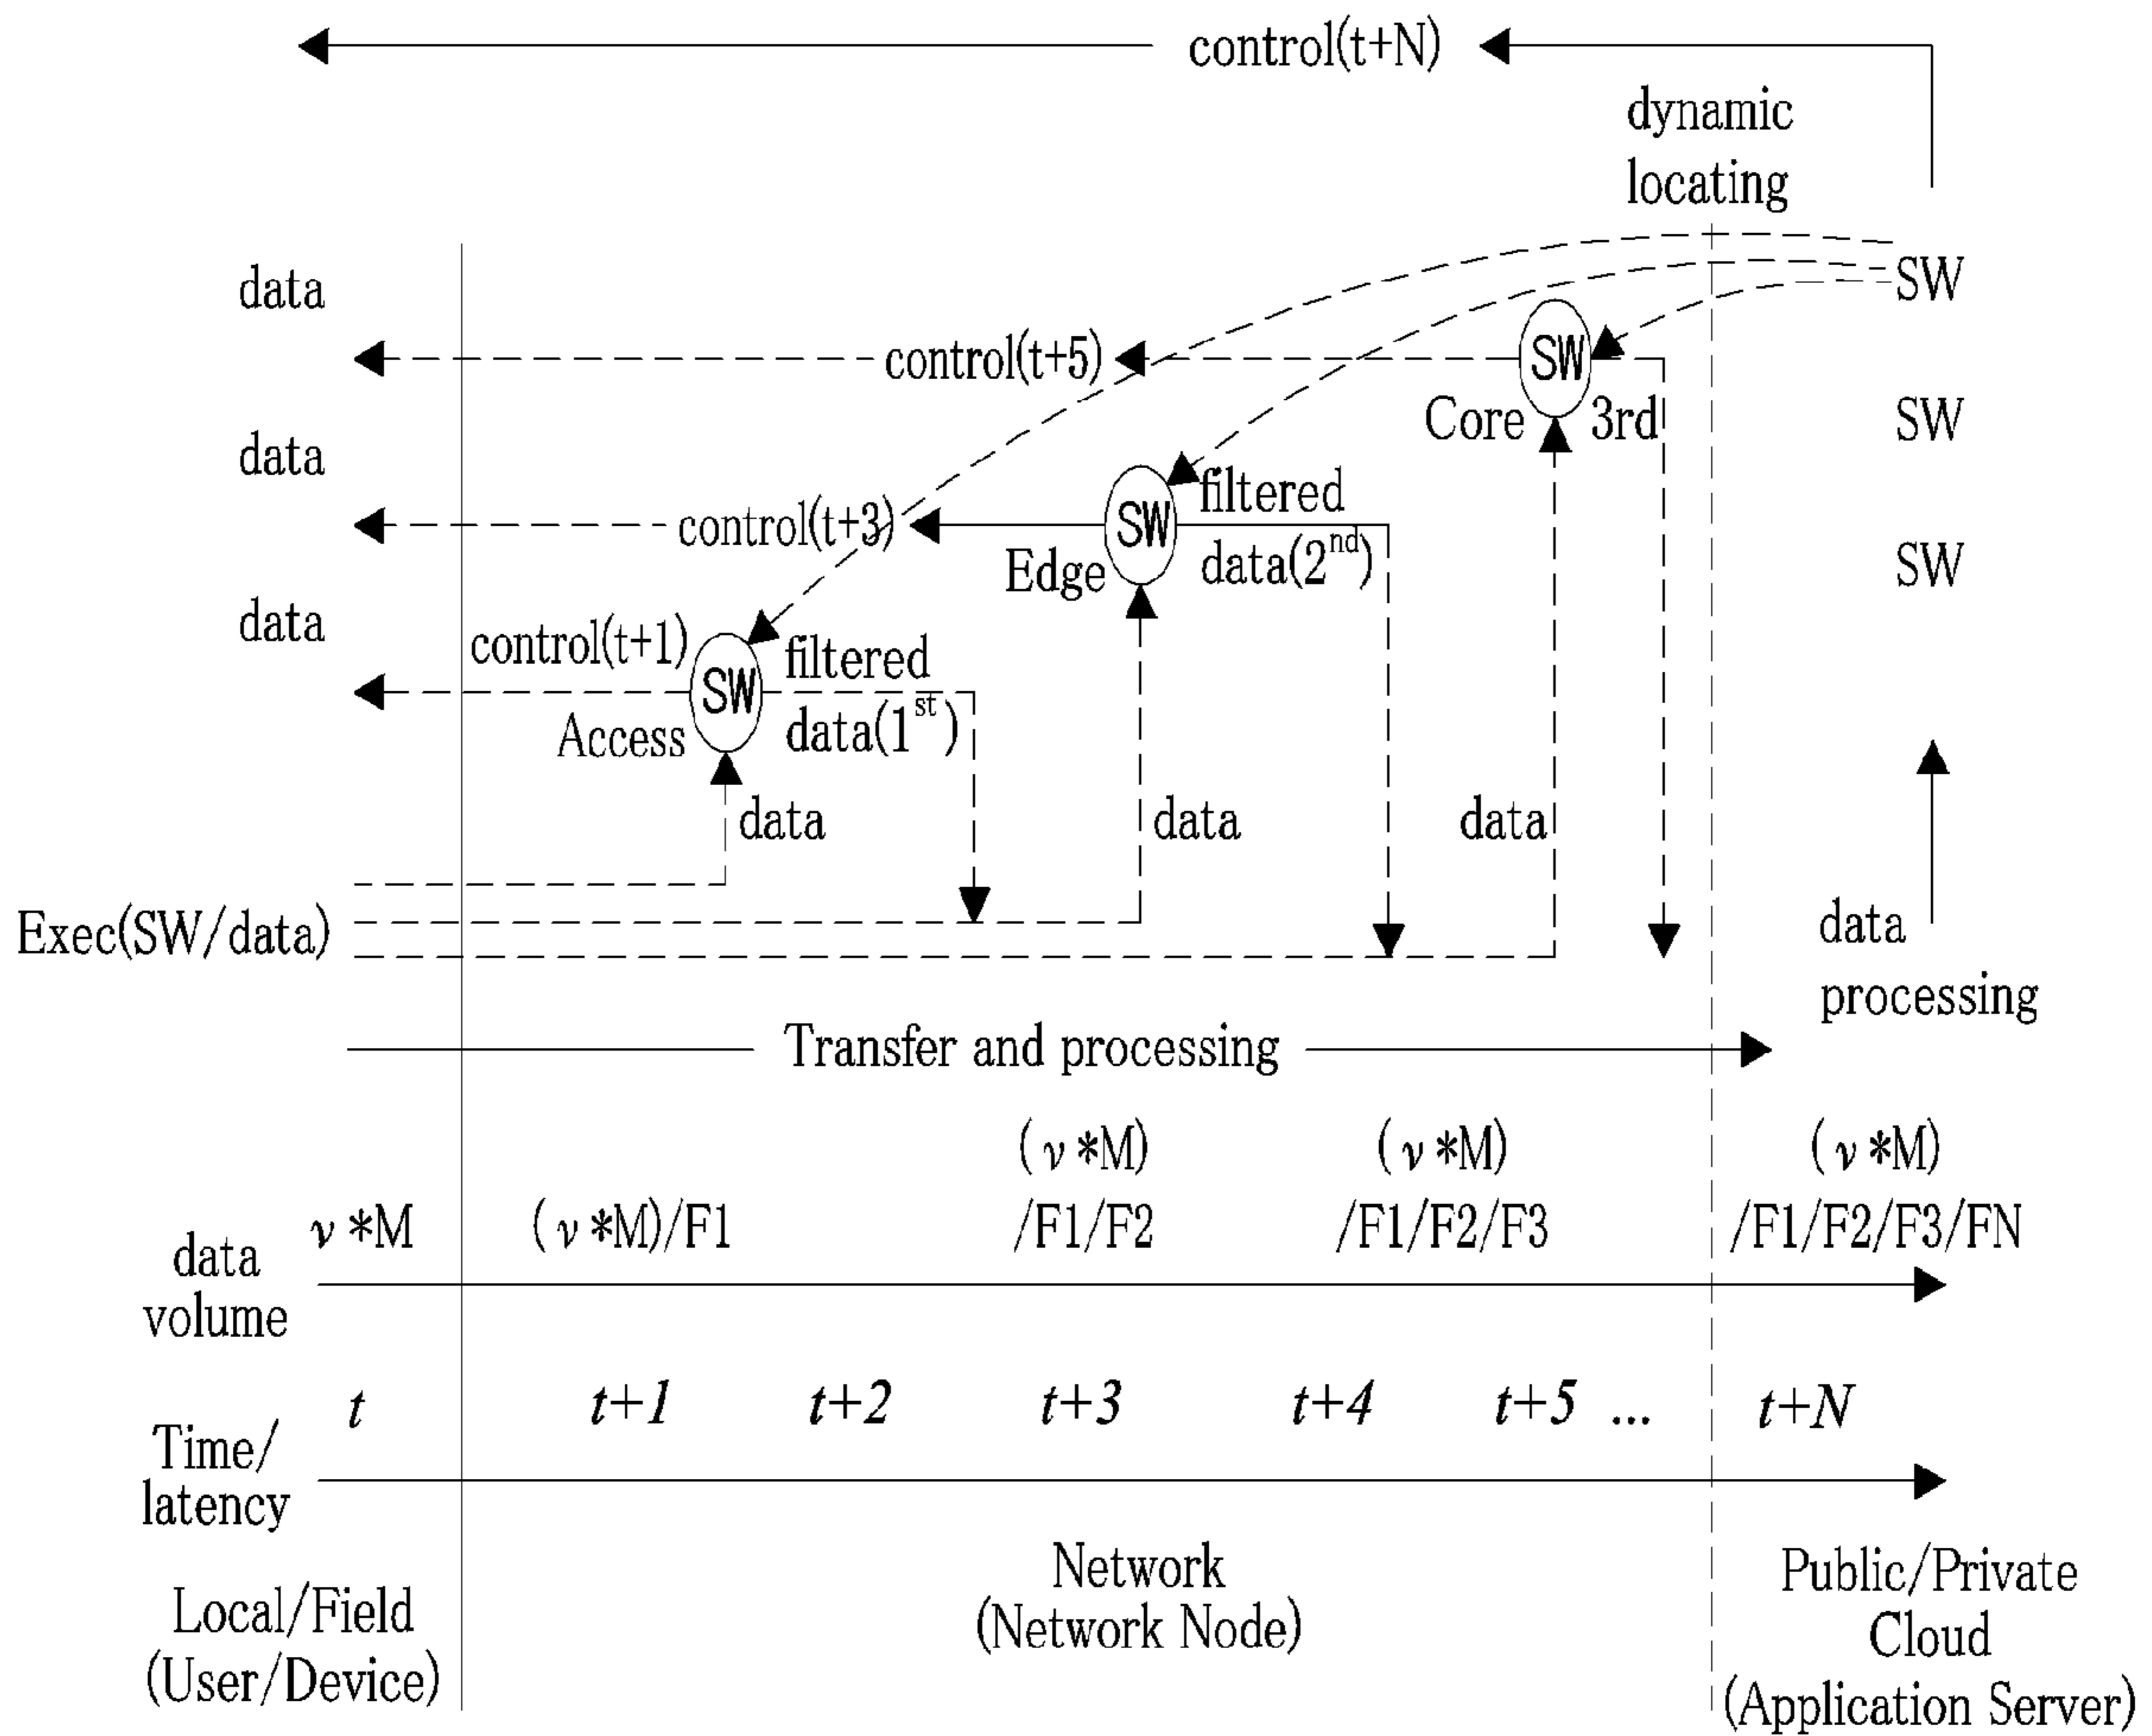 control(t+N)
dynamic
locating
data
SW
control(t+5)
SW
Core
3rd
SW
data
filtered
control(t+3)
SW
data(2nd)
Edge
SW
data
control(t+1)
filtered
SW
data(1st)
Access
data
data
data
Exec(SW/data)
data
processing
Transfer and processing
(ν*M)
(ν*M)
(ν*M)
ν*M
(ν*M)/F1
/F1/F2
/F1/F2/F3
/F1/F2/F3/FN
data
volume
t
t+1
t+2
t+3
t+4
t+5
...
t+N
Time/
latency
Network
(Network Node)
Local/Field
(User/Device)
Public/Private
Cloud
(Application Server)